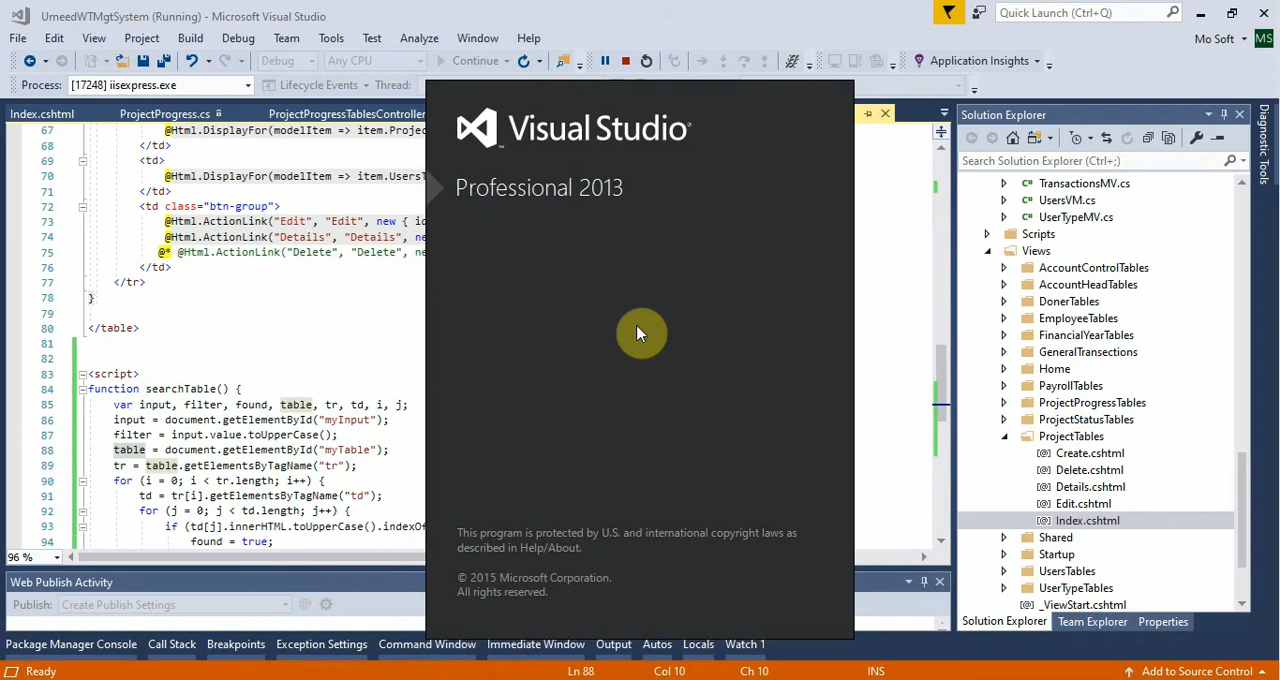 UmeedWTMgtSystem (Running) - Microsoft Visual Studio
Quick Launch (Ctrl+Q)
File Edit View Project Build Debug Team Tools Test Analyze Window Help
Mo Soft MS
Debug Any CPU Continue Application Insights
Process: [17248] iisexpress.exe Lifecycle Events Thread:
Index.cshtml ProjectProgress.cs ProjectProgressTablesController
67 @Html.DisplayFor(modelItem => item.Projec
68 </td>
69 <td>
70 @Html.DisplayFor(modelItem => item.UsersT
71 </td>
72 <td class="btn-group">
73 @Html.ActionLink("Edit", "Edit", new { id
74 @Html.ActionLink("Details", "Details", ne
75 @* @Html.ActionLink("Delete", "Delete", ne
76 </td>
77 </tr>
78 }
79
80 </table>
81
82
83 <script>
84 function searchTable() {
85 var input, filter, found, table, tr, td, i, j;
86 input = document.getElementById("myInput");
87 filter = input.value.toUpperCase();
88 table = document.getElementById("myTable");
89 tr = table.getElementsByTagName("tr");
90 for (i = 0; i < tr.length; i++) {
91 td = tr[i].getElementsByTagName("td");
92 for (j = 0; j < td.length; j++) {
93 if (td[j].innerHTML.toUpperCase().indexOf
94 found = true;
96 %
Visual Studio
Professional 2013
This program is protected by U.S. and international copyright laws as
described in Help/About.
© 2015 Microsoft Corporation.
All rights reserved.
Solution Explorer
Search Solution Explorer (Ctrl+;)
TransactionsMV.cs
UsersVM.cs
UserTypeMV.cs
Scripts
Views
AccountControlTables
AccountHeadTables
DonerTables
EmployeeTables
FinancialYearTables
GeneralTransactions
Home
PayrollTables
ProjectProgressTables
ProjectStatusTables
ProjectTables
Create.cshtml
Delete.cshtml
Details.cshtml
Edit.cshtml
Index.cshtml
Shared
Startup
UsersTables
UserTypeTables
_ViewStart.cshtml
Solution Explorer Team Explorer Properties
Diagnostic Tools
Web Publish Activity
Publish: Create Publish Settings
Package Manager Console Call Stack Breakpoints Exception Settings Command Window Immediate Window Output Autos Locals Watch 1
Ready Ln 88 Col 10 Ch 10 INS Add to Source Control